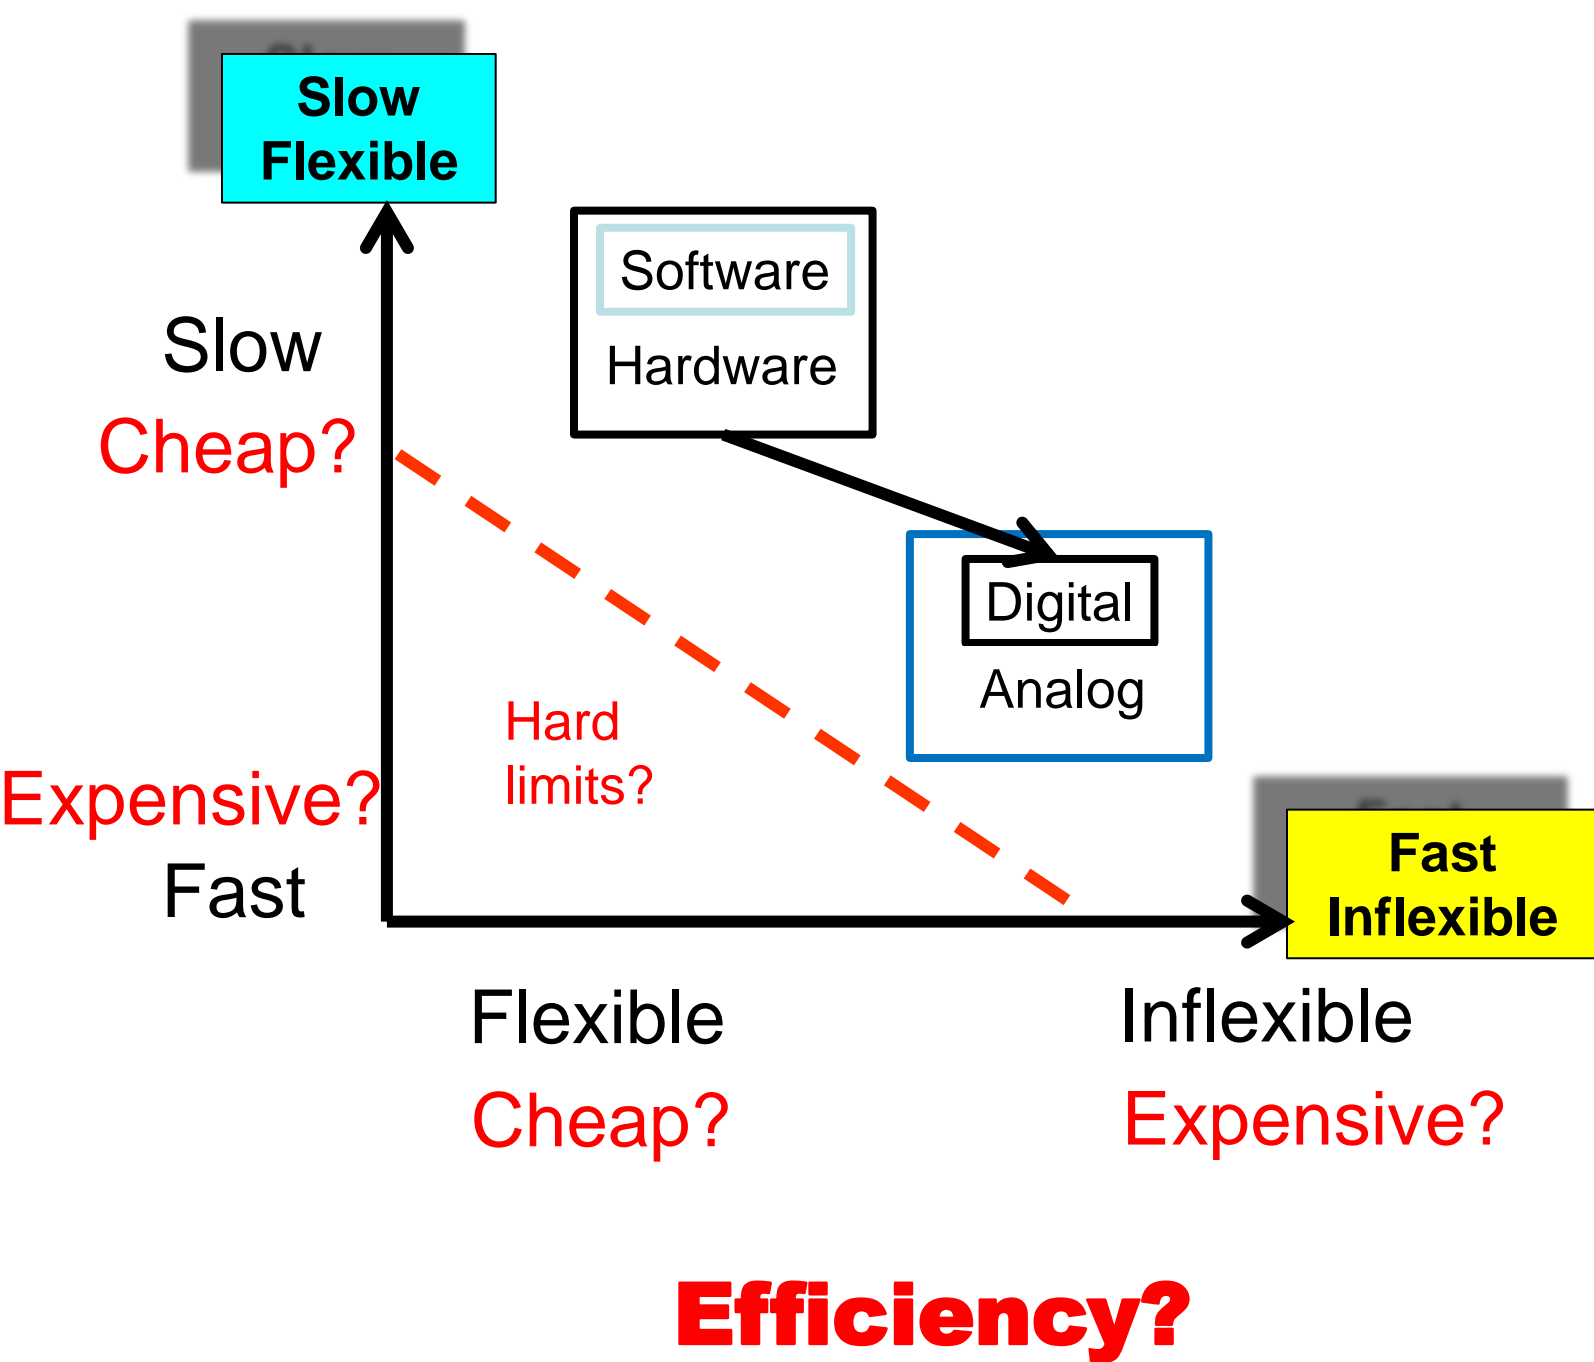 Slow
Flexible
Software
Hardware
Slow
Cheap?
Digital
Analog
Hard
limits?
Expensive?
Fast
Fast
Inflexible
Flexible
Inflexible
Cheap?
Expensive?
Efficiency?